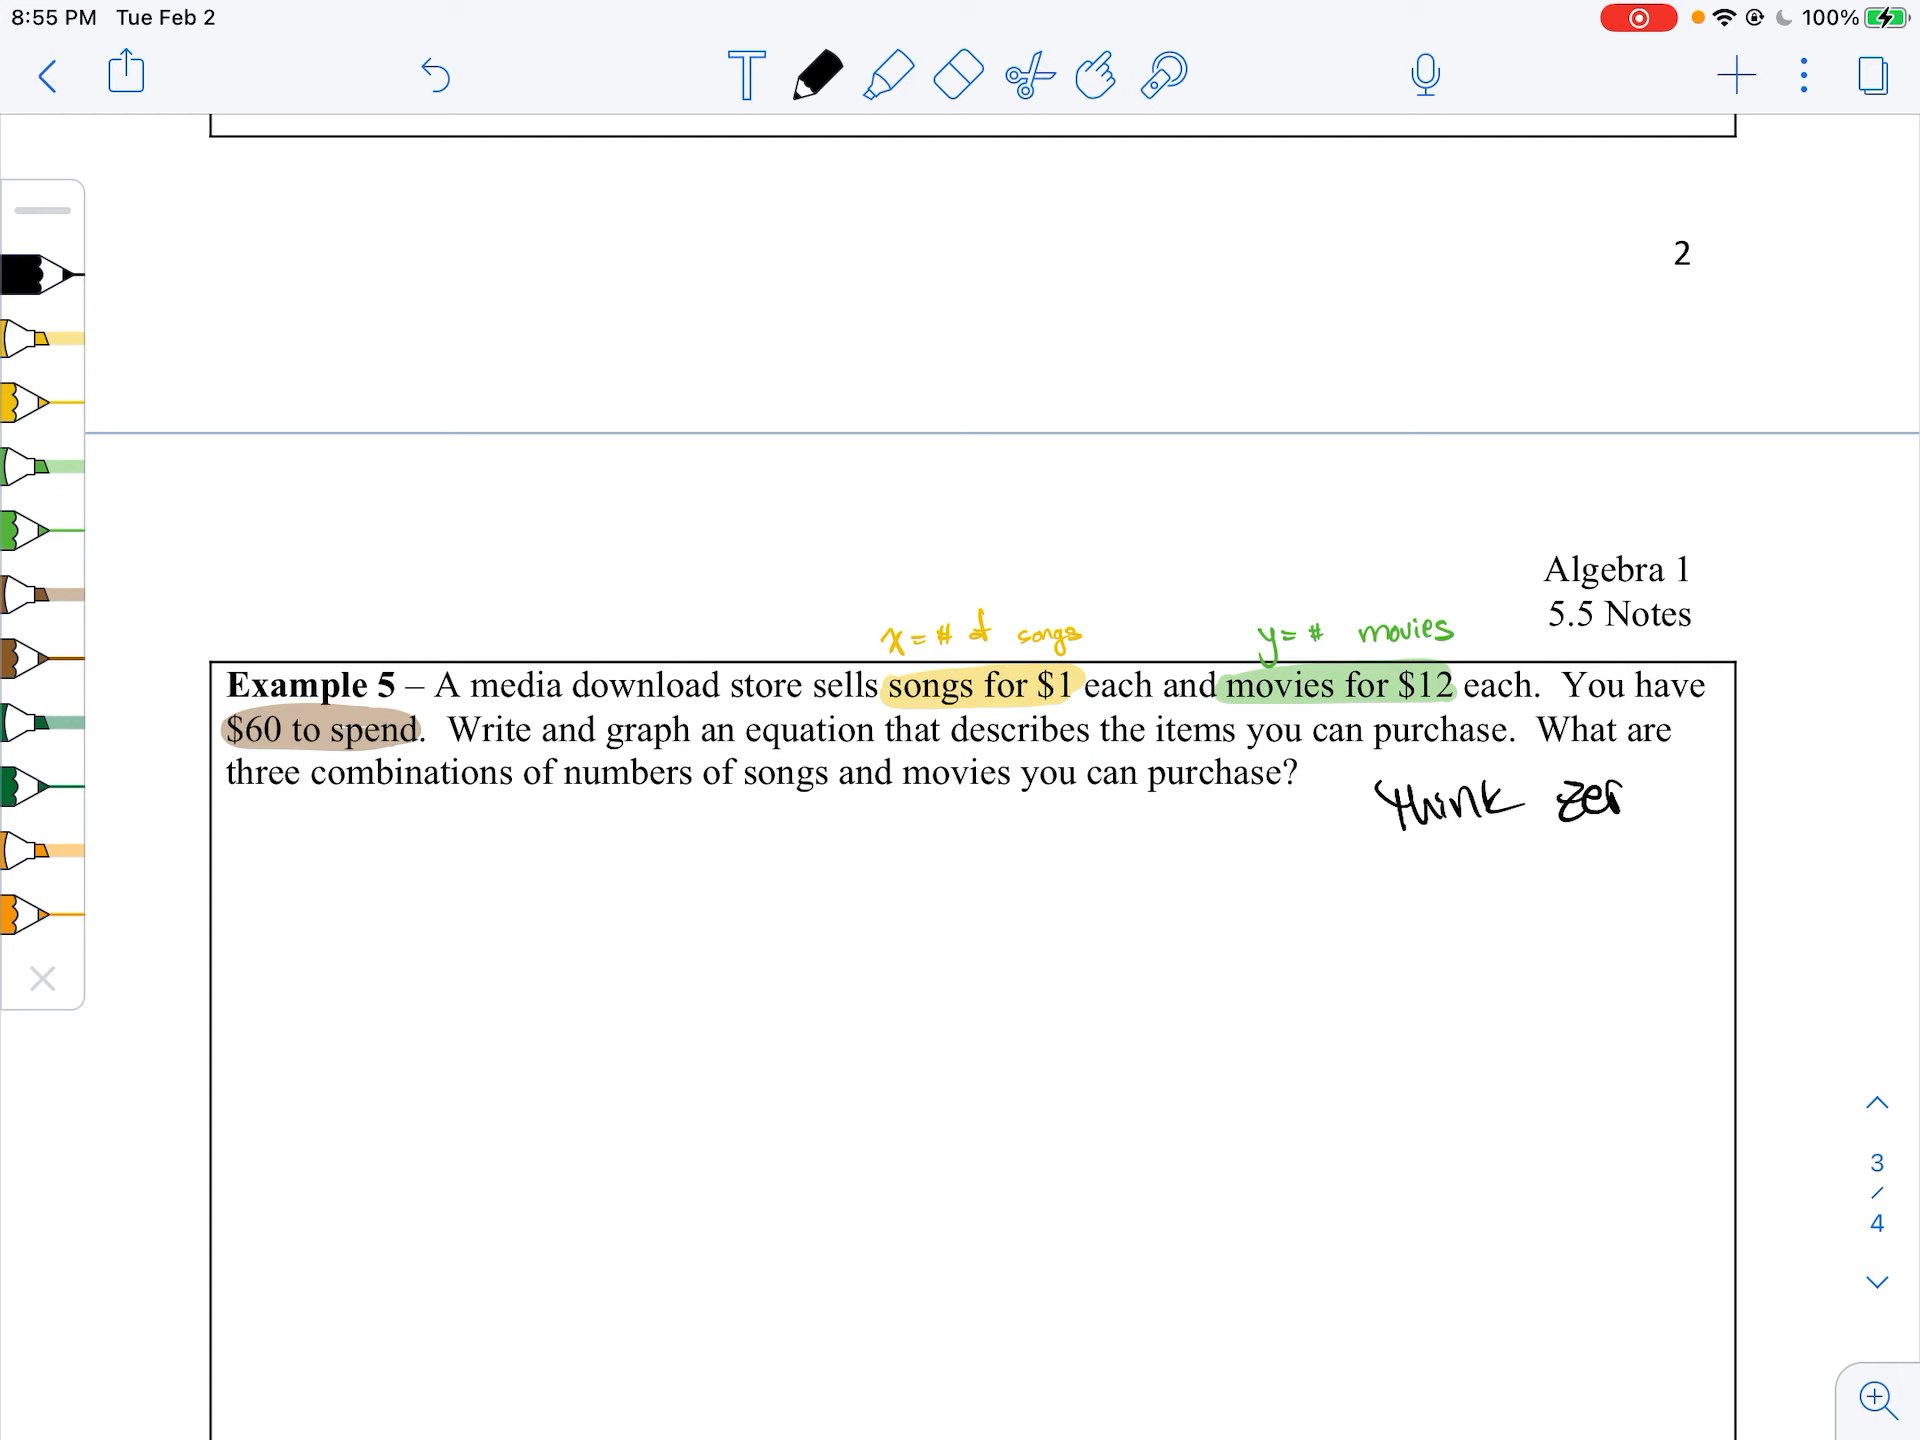 8:55 PM Tue Feb 2
100%
T
2
Algebra 1
5.5 Notes
x = # of songs
y = # movies
Example 5 – A media download store sells songs for $1 each and movies for $12 each. You have
$60 to spend. Write and graph an equation that describes the items you can purchase. What are
three combinations of numbers of songs and movies you can purchase?
think zer
3
/
4